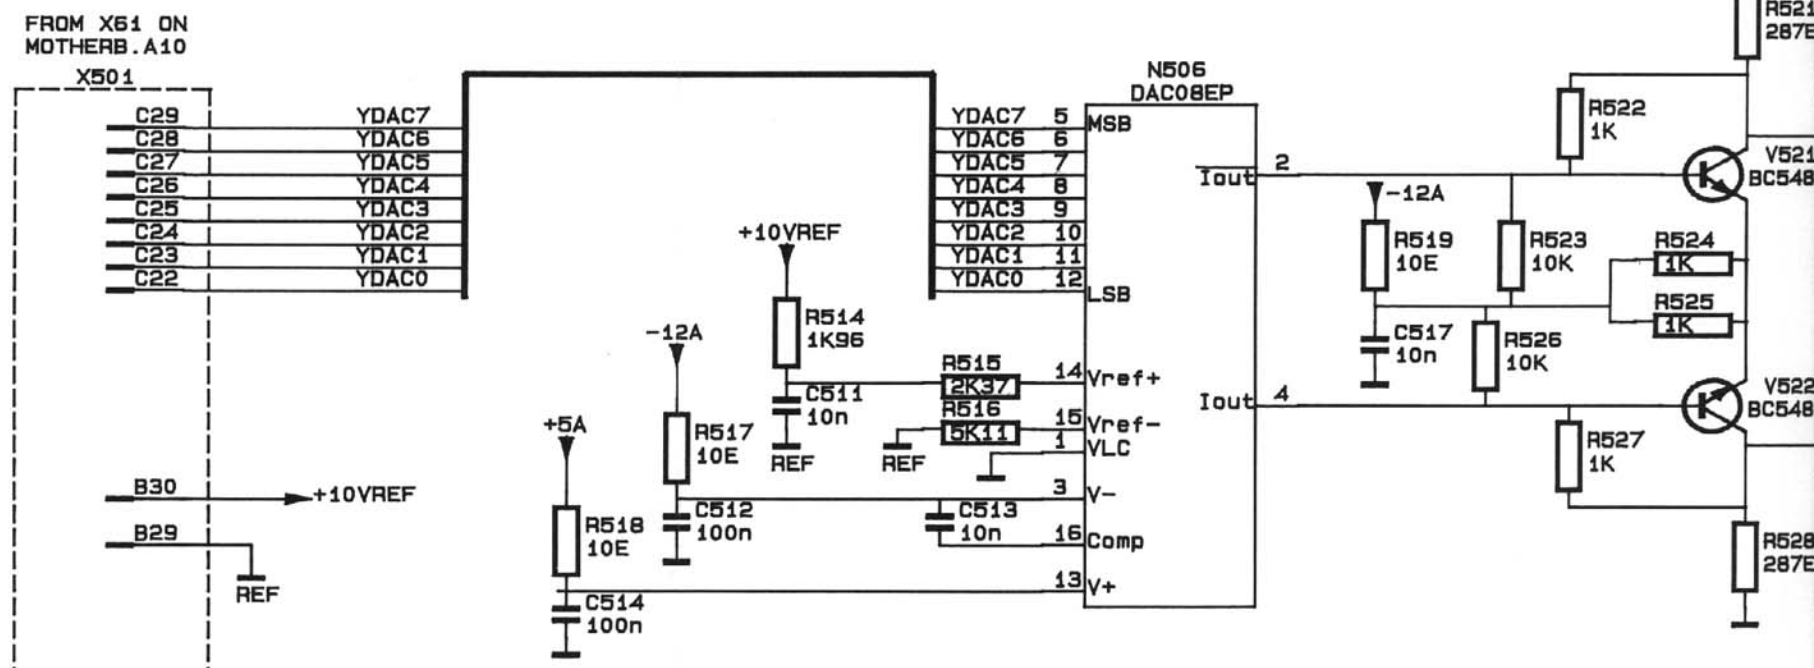 FROM X61 ON
MOTHERB.A10
X501
C29 YDAC7
C28 YDAC6
C27 YDAC5
C26 YDAC4
C25 YDAC3
C24 YDAC2
C23 YDAC1
C22 YDAC0
B30 +10VREF
B29
REF
YDAC7 5 MSB
YDAC6 6
YDAC5 7
YDAC4 8
YDAC3 9
YDAC2 10
YDAC1 11
YDAC0 12 LSB
N506
DAC08EP
+10VREF
R514
1K96
C511
10n
REF
R515
2K37
14 Vref+
R516
5K11
15 Vref-
REF
1 VLC
-12A
R517
10E
C512
100n
3 V-
C513
10n
16 Comp
+5A
R518
10E
13 V+
C514
100n
Iout 2
Iout 4
-12A
R519
10E
C517
10n
R521
287E
R522
1K
V521
BC548
R523
10K
R524
1K
R525
1K
R526
10K
V522
BC548
R527
1K
R528
287E